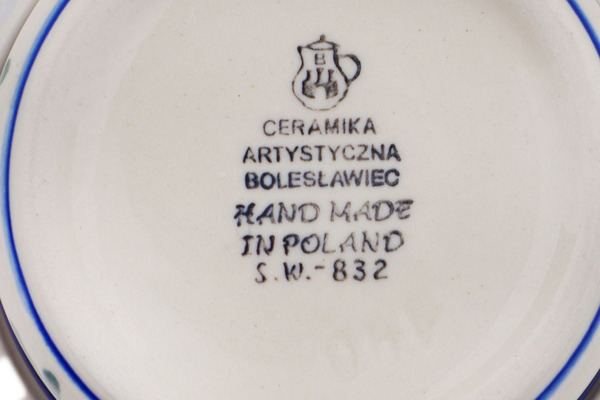 CERAMIKA
ARTYSTYCZNA
BOLESŁAWIEC
HAND MADE
IN POLAND
S.W.-832